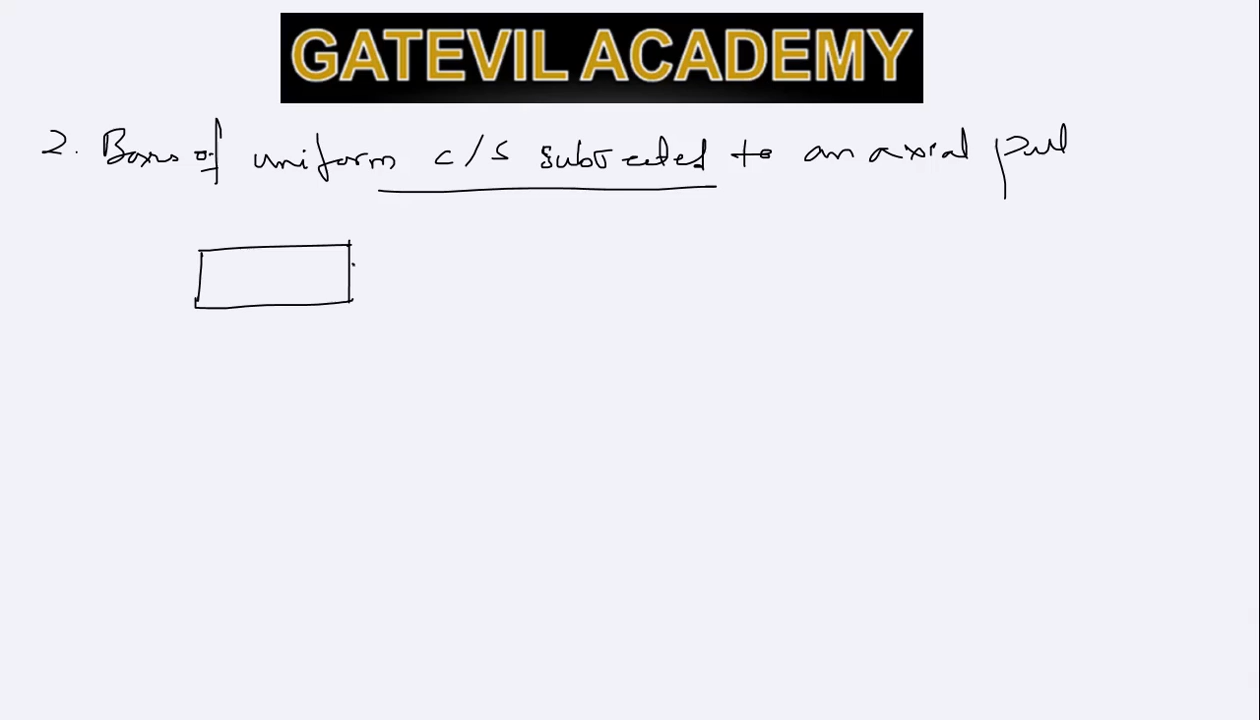 GATEVIL ACADEMY
2. Bars of uniform c/s subjected to an axial pull